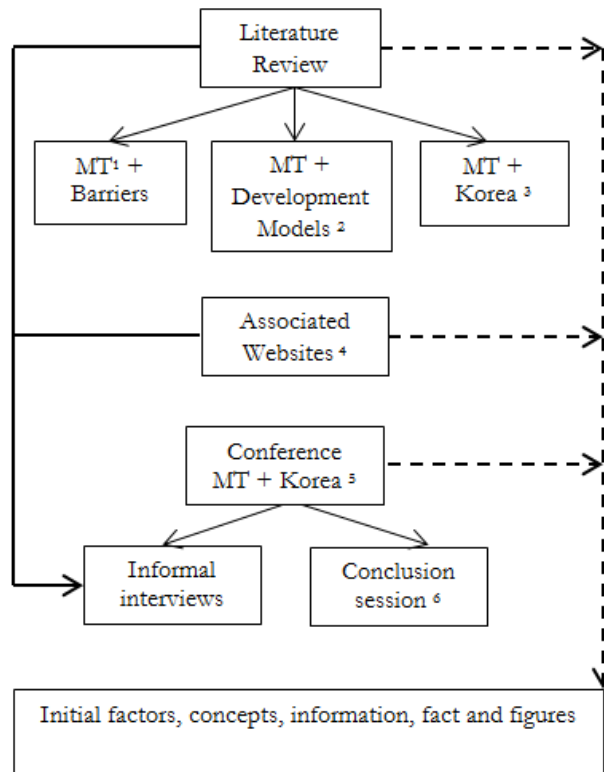 Literature
Review
MT¹ +
Barriers
MT +
Development
Models ²
MT +
Korea ³
Associated
Websites ⁴
Conference
MT + Korea ⁵
Informal
interviews
Conclusion
session ⁶
Initial factors, concepts, information, fact and figures